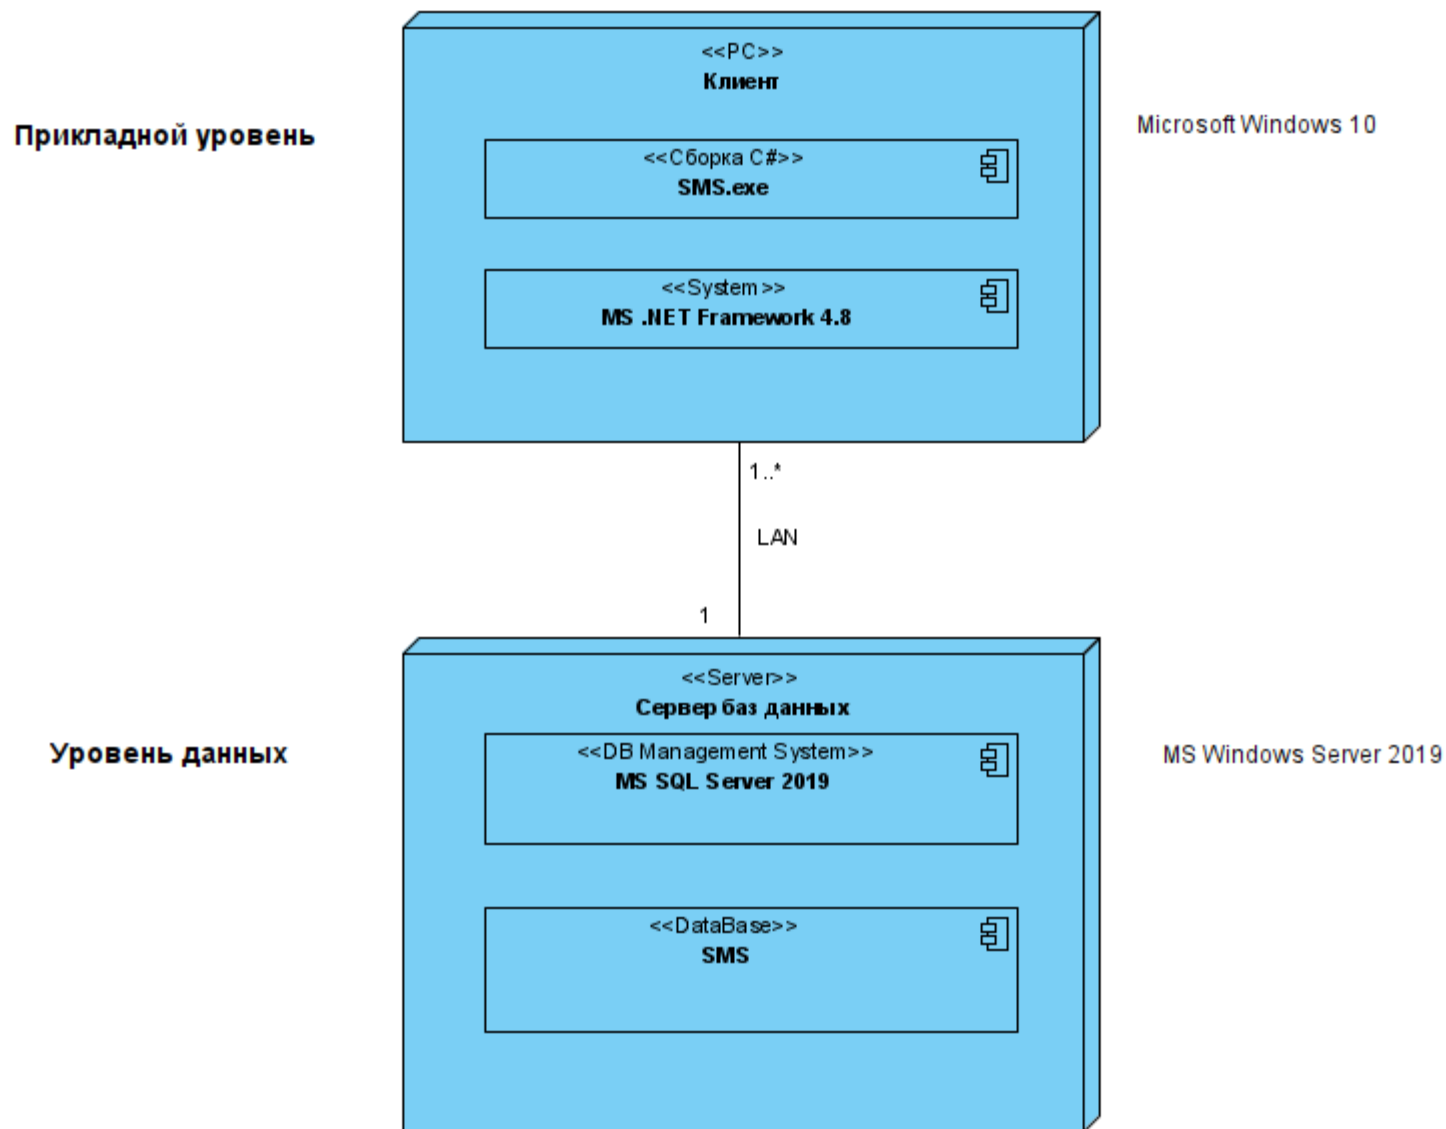 <<PC>>
Клиент
Прикладной уровень
Microsoft Windows 10
<<Сборка C#>>
SMS.exe
<<System>>
MS .NET Framework 4.8
1..*
LAN
1
<<Server>>
Сервер баз данных
Уровень данных
MS Windows Server 2019
<<DB Management System>>
MS SQL Server 2019
<<DataBase>>
SMS